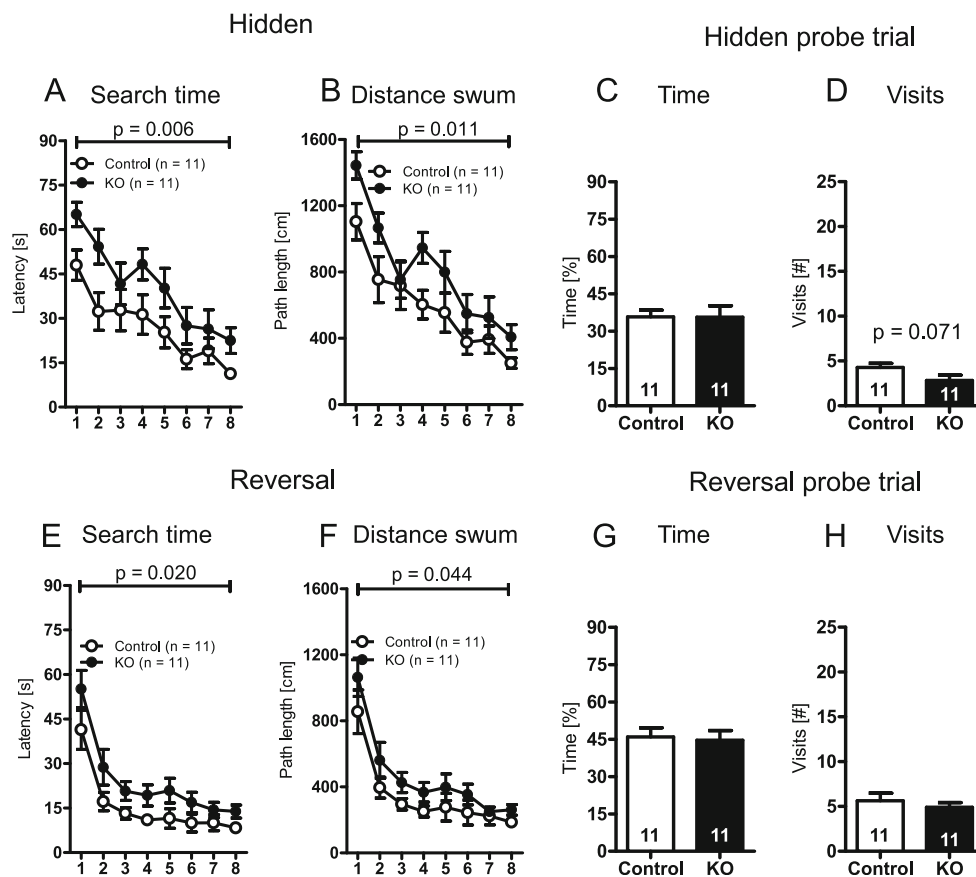 Hidden
Hidden probe trial
A Search time
B Distance swum
C Time
D Visits
p = 0.006
p = 0.011
Control (n = 11)
KO (n = 11)
Control (n = 11)
KO (n = 11)
Latency [s]
90
75
60
45
30
15
0
1 2 3 4 5 6 7 8
Path length [cm]
1600
1200
800
400
0
1 2 3 4 5 6 7 8
Time [%]
90
75
60
45
30
15
0
11 11
Control KO
Visits [#]
25
20
15
10
5
0
p = 0.071
11 11
Control KO
Reversal
Reversal probe trial
E Search time
F Distance swum
G Time
H Visits
p = 0.020
p = 0.044
Control (n = 11)
KO (n = 11)
Control (n = 11)
KO (n = 11)
Latency [s]
90
75
60
45
30
15
0
1 2 3 4 5 6 7 8
Path length [cm]
1600
1200
800
400
0
1 2 3 4 5 6 7 8
Time [%]
90
75
60
45
30
15
0
11 11
Control KO
Visits [#]
25
20
15
10
5
0
11 11
Control KO